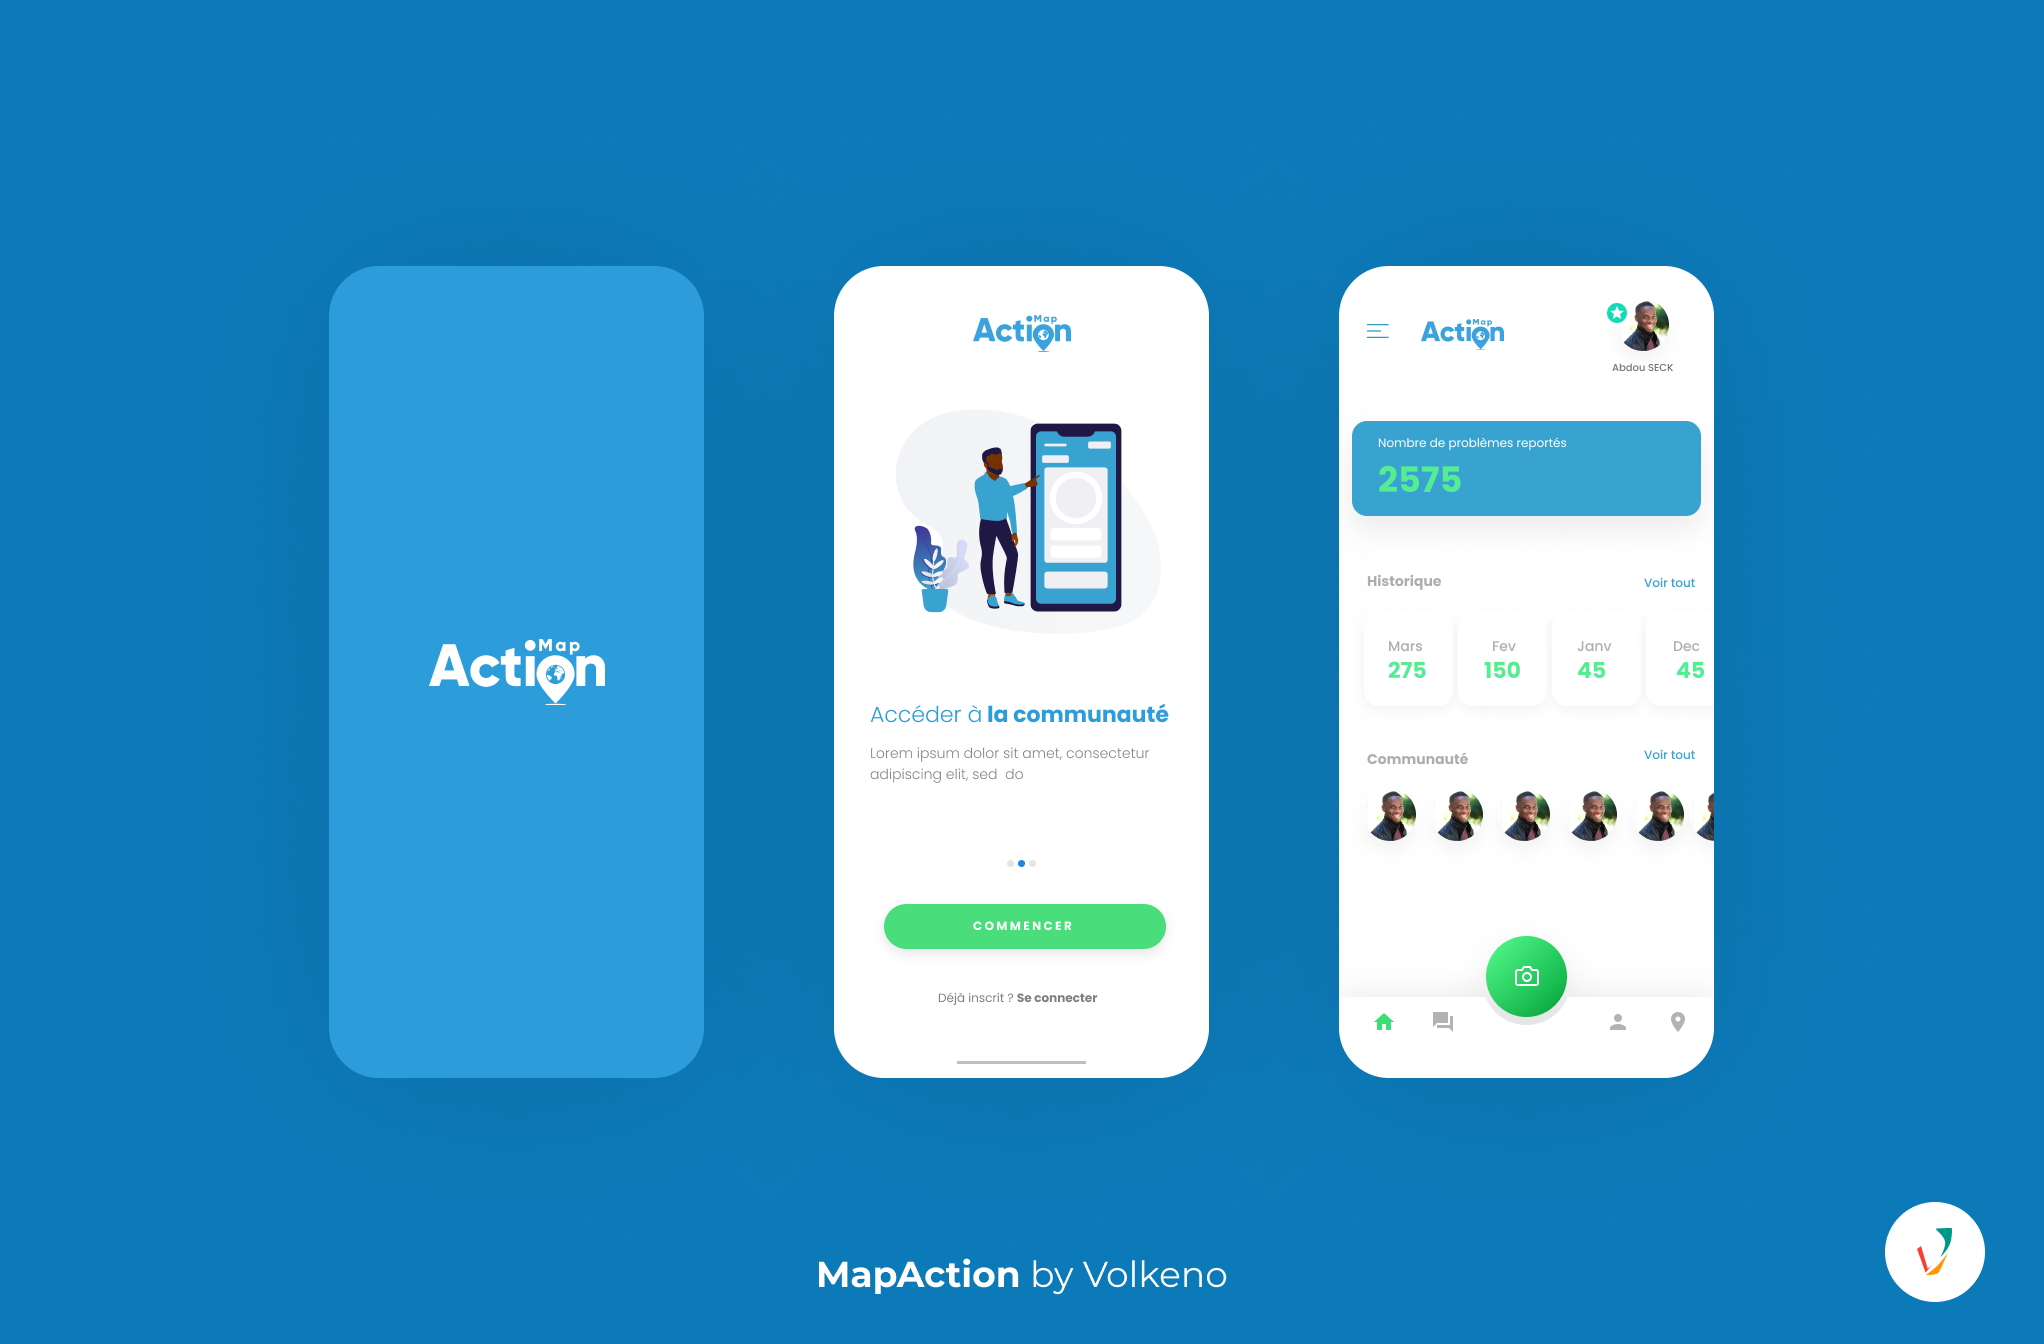 Map
Action
Map
Action
Accéder à la communauté
Lorem ipsum dolor sit amet, consectetur
adipiscing elit, sed do
COMMENCER
Déjà inscrit ? Se connecter
Map
Action
Abdou SECK
Nombre de problèmes reportés
2575
Historique
Voir tout
Mars
275
Fev
150
Janv
45
Dec
45
Communauté
Voir tout
MapAction by Volkeno